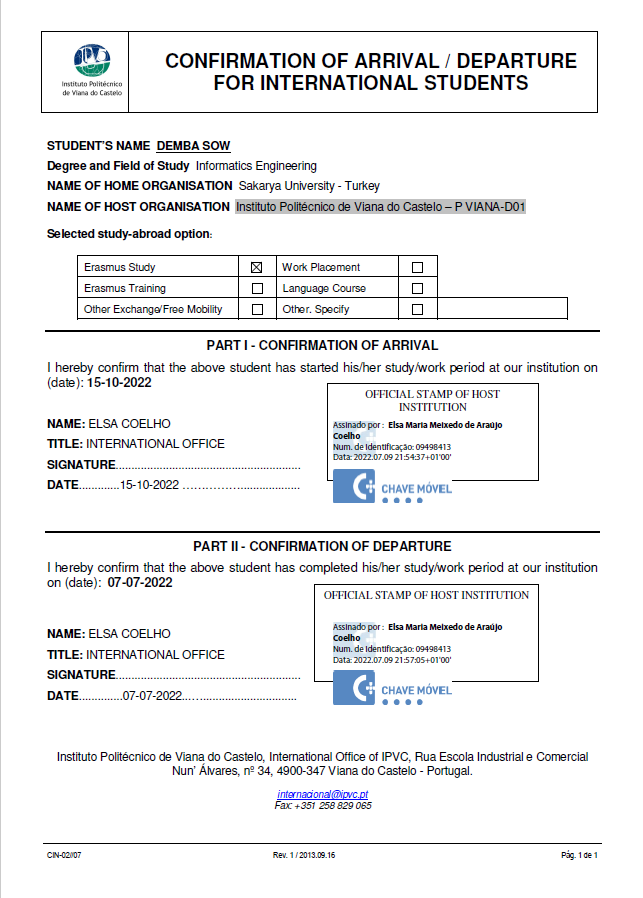 Instituto Politécnico
de Viana do Castelo
CONFIRMATION OF ARRIVAL / DEPARTURE
FOR INTERNATIONAL STUDENTS
STUDENT'S NAME DEMBA SOW
Degree and Field of Study Informatics Engineering
NAME OF HOME ORGANISATION Sakarya University - Turkey
NAME OF HOST ORGANISATION Instituto Politécnico de Viana do Castelo – P VIANA-D01
Selected study-abroad option:
Erasmus Study ☒ Work Placement ☐
Erasmus Training ☐ Language Course ☐
Other Exchange/Free Mobility ☐ Other. Specify ☐
PART I - CONFIRMATION OF ARRIVAL
I hereby confirm that the above student has started his/her study/work period at our institution on
(date): 15-10-2022
OFFICIAL STAMP OF HOST
INSTITUTION
NAME: ELSA COELHO
TITLE: INTERNATIONAL OFFICE
SIGNATURE..........................................................
DATE.............15-10-2022 …….……….....................
Assinado por : Elsa Maria Meixedo de Araújo
Coelho
Num. de Identificação: 09498413
Data: 2022.07.09 21:54:37+01'00'
CHAVE MÓVEL
PART II - CONFIRMATION OF DEPARTURE
I hereby confirm that the above student has completed his/her study/work period at our institution
on (date): 07-07-2022
OFFICIAL STAMP OF HOST INSTITUTION
NAME: ELSA COELHO
TITLE: INTERNATIONAL OFFICE
SIGNATURE..........................................................
DATE..............07-07-2022..…..............................
Assinado por : Elsa Maria Meixedo de Araújo
Coelho
Num. de Identificação: 09498413
Data: 2022.07.09 21:57:05+01'00'
CHAVE MÓVEL
Instituto Politécnico de Viana do Castelo, International Office of IPVC, Rua Escola Industrial e Comercial
Nun' Álvares, nº 34, 4900-347 Viana do Castelo - Portugal.
internacional@ipvc.pt
Fax: +351 258 829 065
CIN-02//07 Rev. 1 / 2013.09.16 Pág. 1 de 1